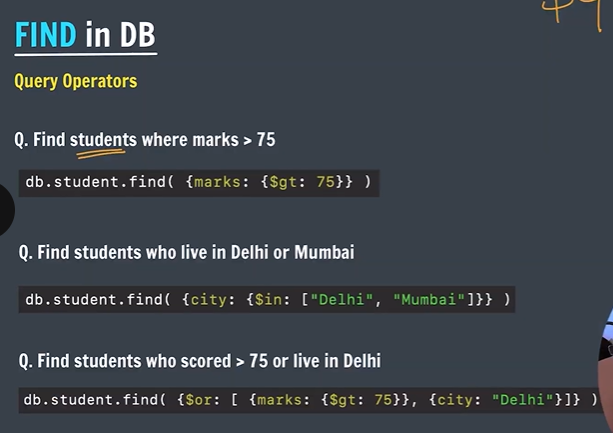 FIND in DB
Query Operators
Q. Find students where marks > 75
db.student.find( {marks: {$gt: 75}} )
Q. Find students who live in Delhi or Mumbai
db.student.find( {city: {$in: ["Delhi", "Mumbai"]}} )
Q. Find students who scored > 75 or live in Delhi
db.student.find( {$or: [ {marks: {$gt: 75}}, {city: "Delhi"}]} )